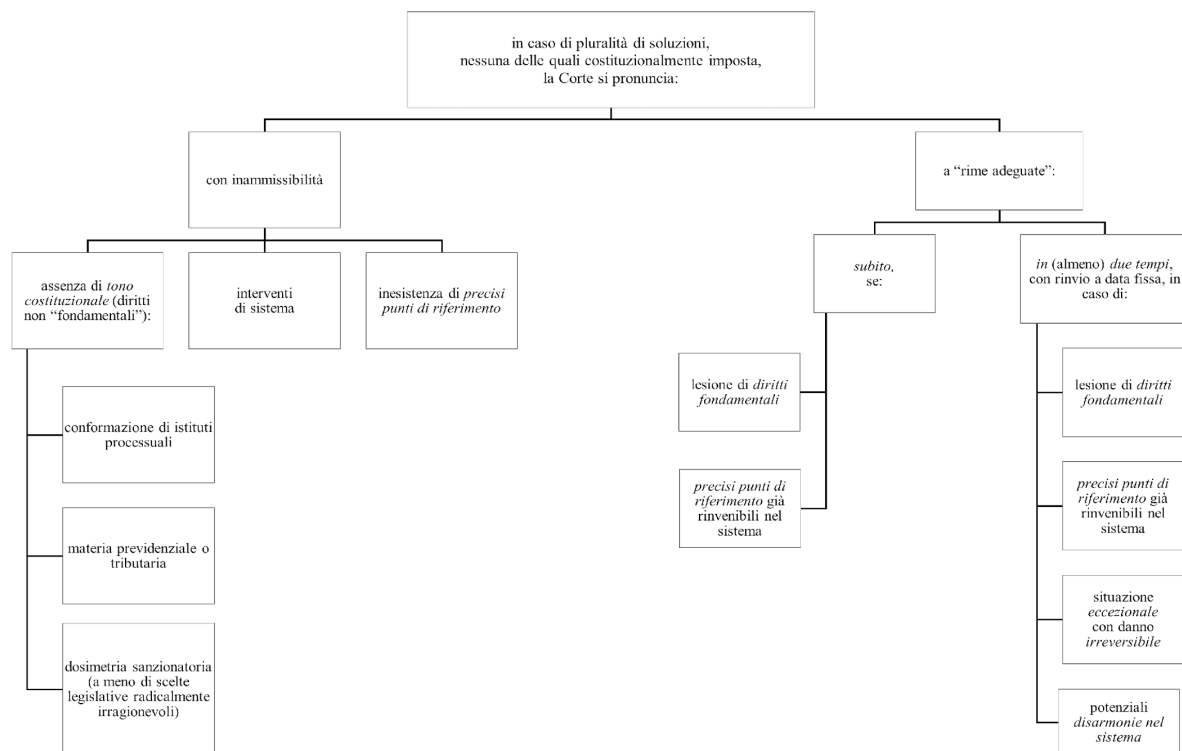 in caso di pluralità di soluzioni,
nessuna delle quali costituzionalmente imposta,
la Corte si pronuncia:
con inammissibilità
a “rime adeguate”:
assenza di tono
costituzionale (diritti
non “fondamentali”):
interventi
di sistema
inesistenza di precisi
punti di riferimento
subito,
se:
in (almeno) due tempi,
con rinvio a data fissa, in
caso di:
conformazione di istituti
processuali
materia previdenziale o
tributaria
dosimetria sanzionatoria
(a meno di scelte
legislative radicalmente
irragionevoli)
lesione di diritti
fondamentali
precisi punti di
riferimento già
rinvenibili nel
sistema
lesione di diritti
fondamentali
precisi punti di
riferimento già
rinvenibili nel
sistema
situazione
eccezionale
con danno
irreversibile
potenziali
disarmonie nel
sistema